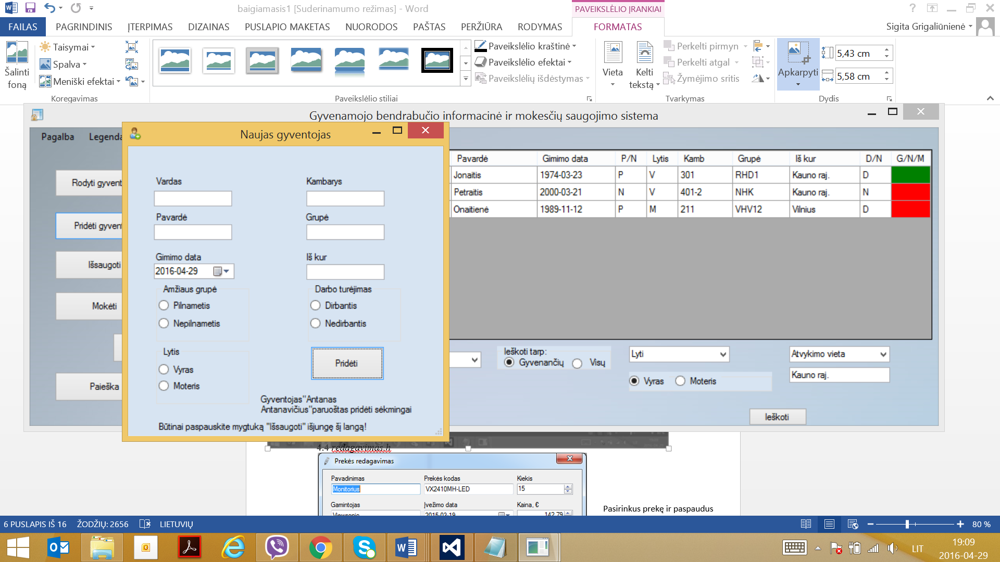 baigiamasis1 [Suderinamumo režimas] - Word
PAVEIKSLĖLIO ĮRANKIAI
FAILAS PAGRINDINIS ĮTERPIMAS DIZAINAS PUSLAPIO MAKETAS NUORODOS PAŠTAS PERŽIŪRA RODYMAS FORMATAS
Sigita Grigaliūnienė
Šalinti foną
Taisymai
Spalva
Meniški efektai
Koregavimas
Paveikslėlio stiliai
Paveikslėlio kraštinė
Paveikslėlio efektai
Paveikslėlių išdėstymas
Vieta
Kelti tekstą
Perkelti pirmyn
Perkelti atgal
Žymėjimo sritis
Tvarkymas
Apkarpyti
5,43 cm
5,58 cm
Dydis
Gyvenamojo bendrabučio informacinė ir mokesčių saugojimo sistema
Pagalba Legenda
Rodyti gyvent
Pridėti gyvent
Išsaugoti
Mokėti
Paieška
Naujas gyventojas
Vardas
Kambarys
Pavardė
Grupė
Gimimo data
2016-04-29
Iš kur
Amžiaus grupė
Pilnametis
Nepilnametis
Darbo turėjimas
Dirbantis
Nedirbantis
Lytis
Vyras
Moteris
Pridėti
Gyventojas"Antanas
Antanavičius"paruoštas pridėti sėkmingai
Būtinai paspauskite mygtuką "Išsaugoti" išjungę šį langą!
Pavardė Gimimo data P/N Lytis Kamb Grupė Iš kur D/N G/N/M
Jonaitis 1974-03-23 P V 301 RHD1 Kauno raj. D
Petraitis 2000-03-21 N V 401-2 NHK Kauno raj. N
Onaitienė 1989-11-12 P M 211 VHV12 Vilnius D
Ieškoti tarp:
Gyvenančių Visų
Lyti
Vyras Moteris
Atvykimo vieta
Kauno raj.
Ieškoti
4.4 redagavimas.h
Prekės redagavimas
Pavadinimas Prekės kodas Kiekis
Monitorius VX2410MH-LED 15
Gamintojas Įvežimo data Kaina, €
Viewsonic 2015-03-19 142,79
Pasirinkus prekę ir paspaudus
6 PUSLAPIS IŠ 16 ŽODŽIŲ: 2656 LIETUVIŲ
80 %
LIT
19:09
2016-04-29